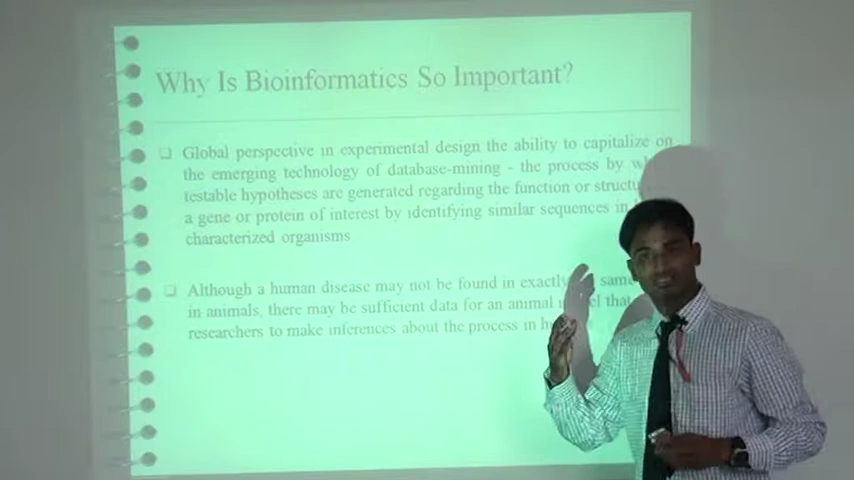 Why Is Bioinformatics So Important?
Global perspective in experimental design the ability to capitalize on
the emerging technology of database-mining - the process by
testable hypotheses are generated regarding the function or
a gene or protein of interest by identifying similar sequences in
characterized organisms
Although a human disease may not be found in exactly same
in animals, there may be sufficient data for an animal that
researchers to make inferences about the process in